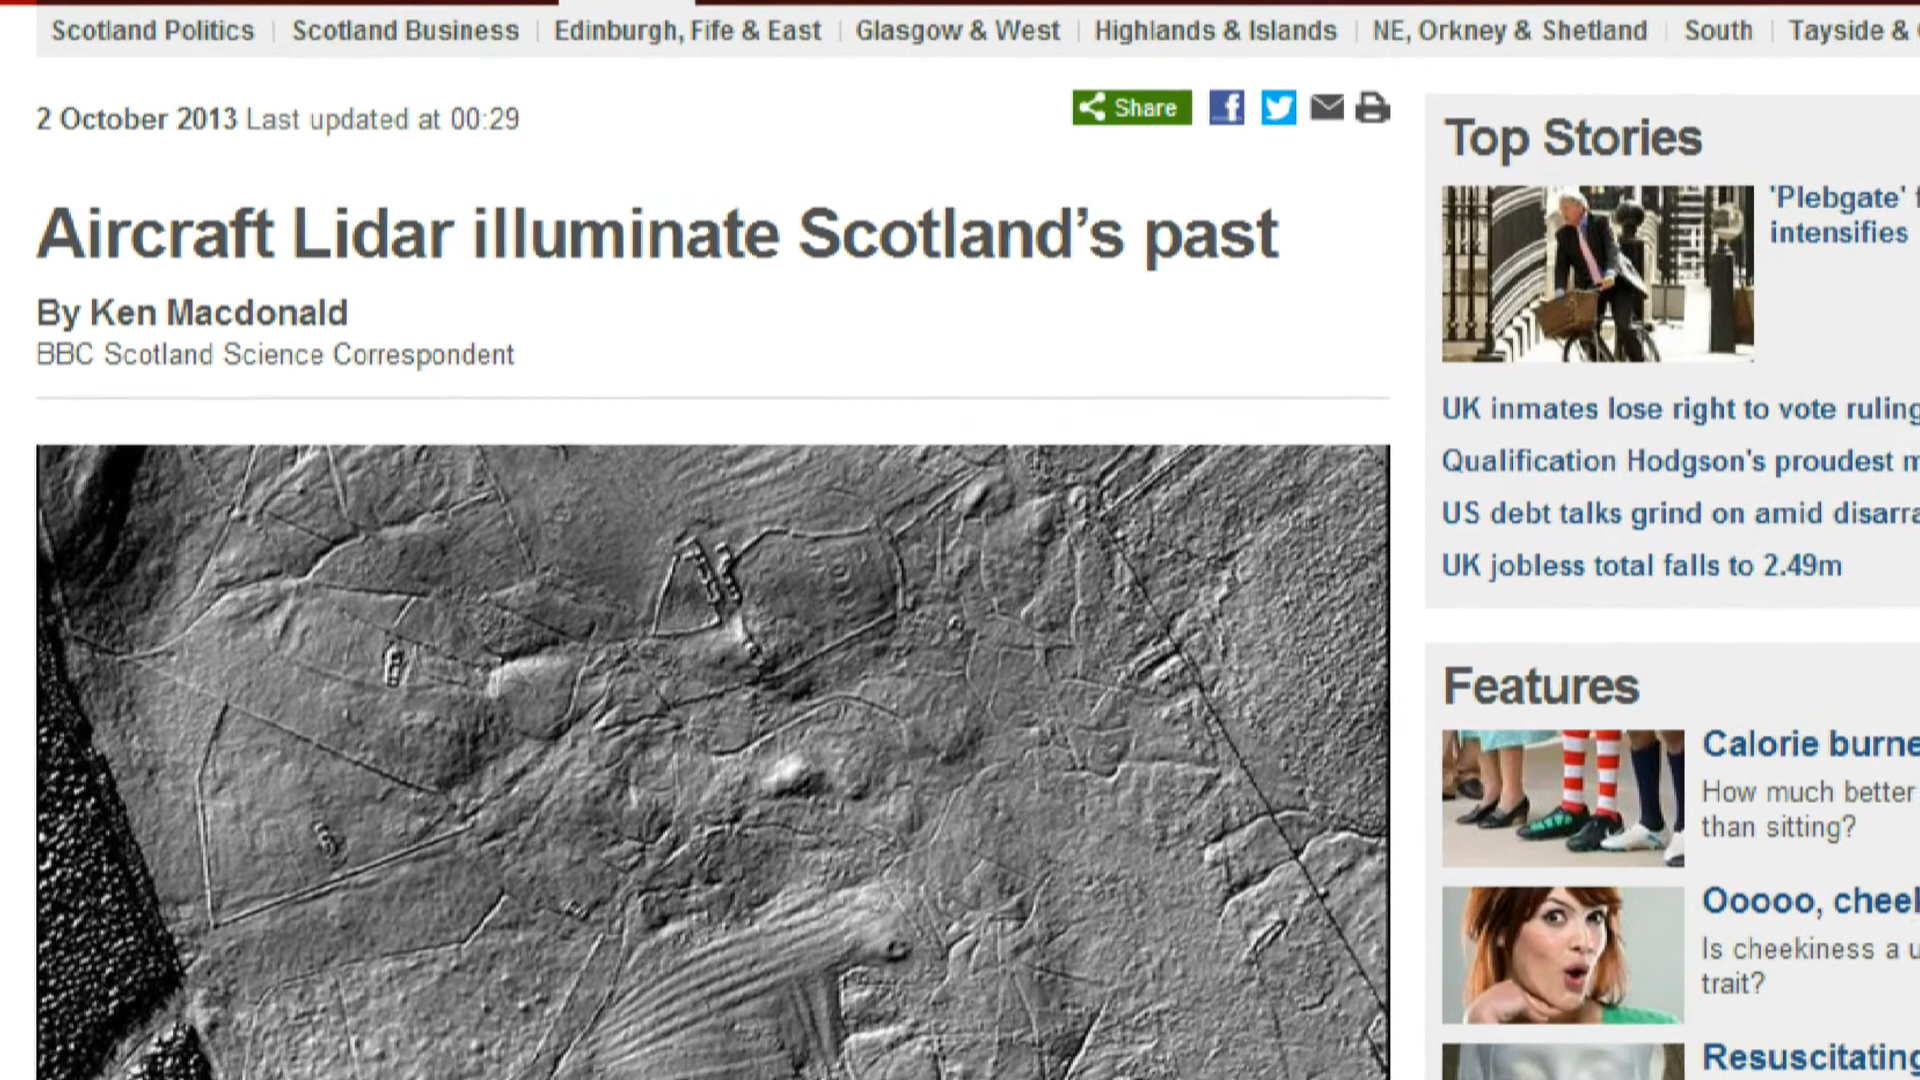 Scotland Politics
Scotland Business
Edinburgh, Fife & East
Glasgow & West
Highlands & Islands
NE, Orkney & Shetland
South
Tayside &
2 October 2013 Last updated at 00:29
Share
Aircraft Lidar illuminate Scotland's past
By Ken Macdonald
BBC Scotland Science Correspondent
Top Stories
'Plebgate'
intensifies
UK inmates lose right to vote ruling
Qualification Hodgson's proudest
US debt talks grind on amid
UK jobless total falls to 2.49m
Features
Calorie
How much better
than sitting?
Ooooo,
Is cheekiness a
trait?
Resuscitating